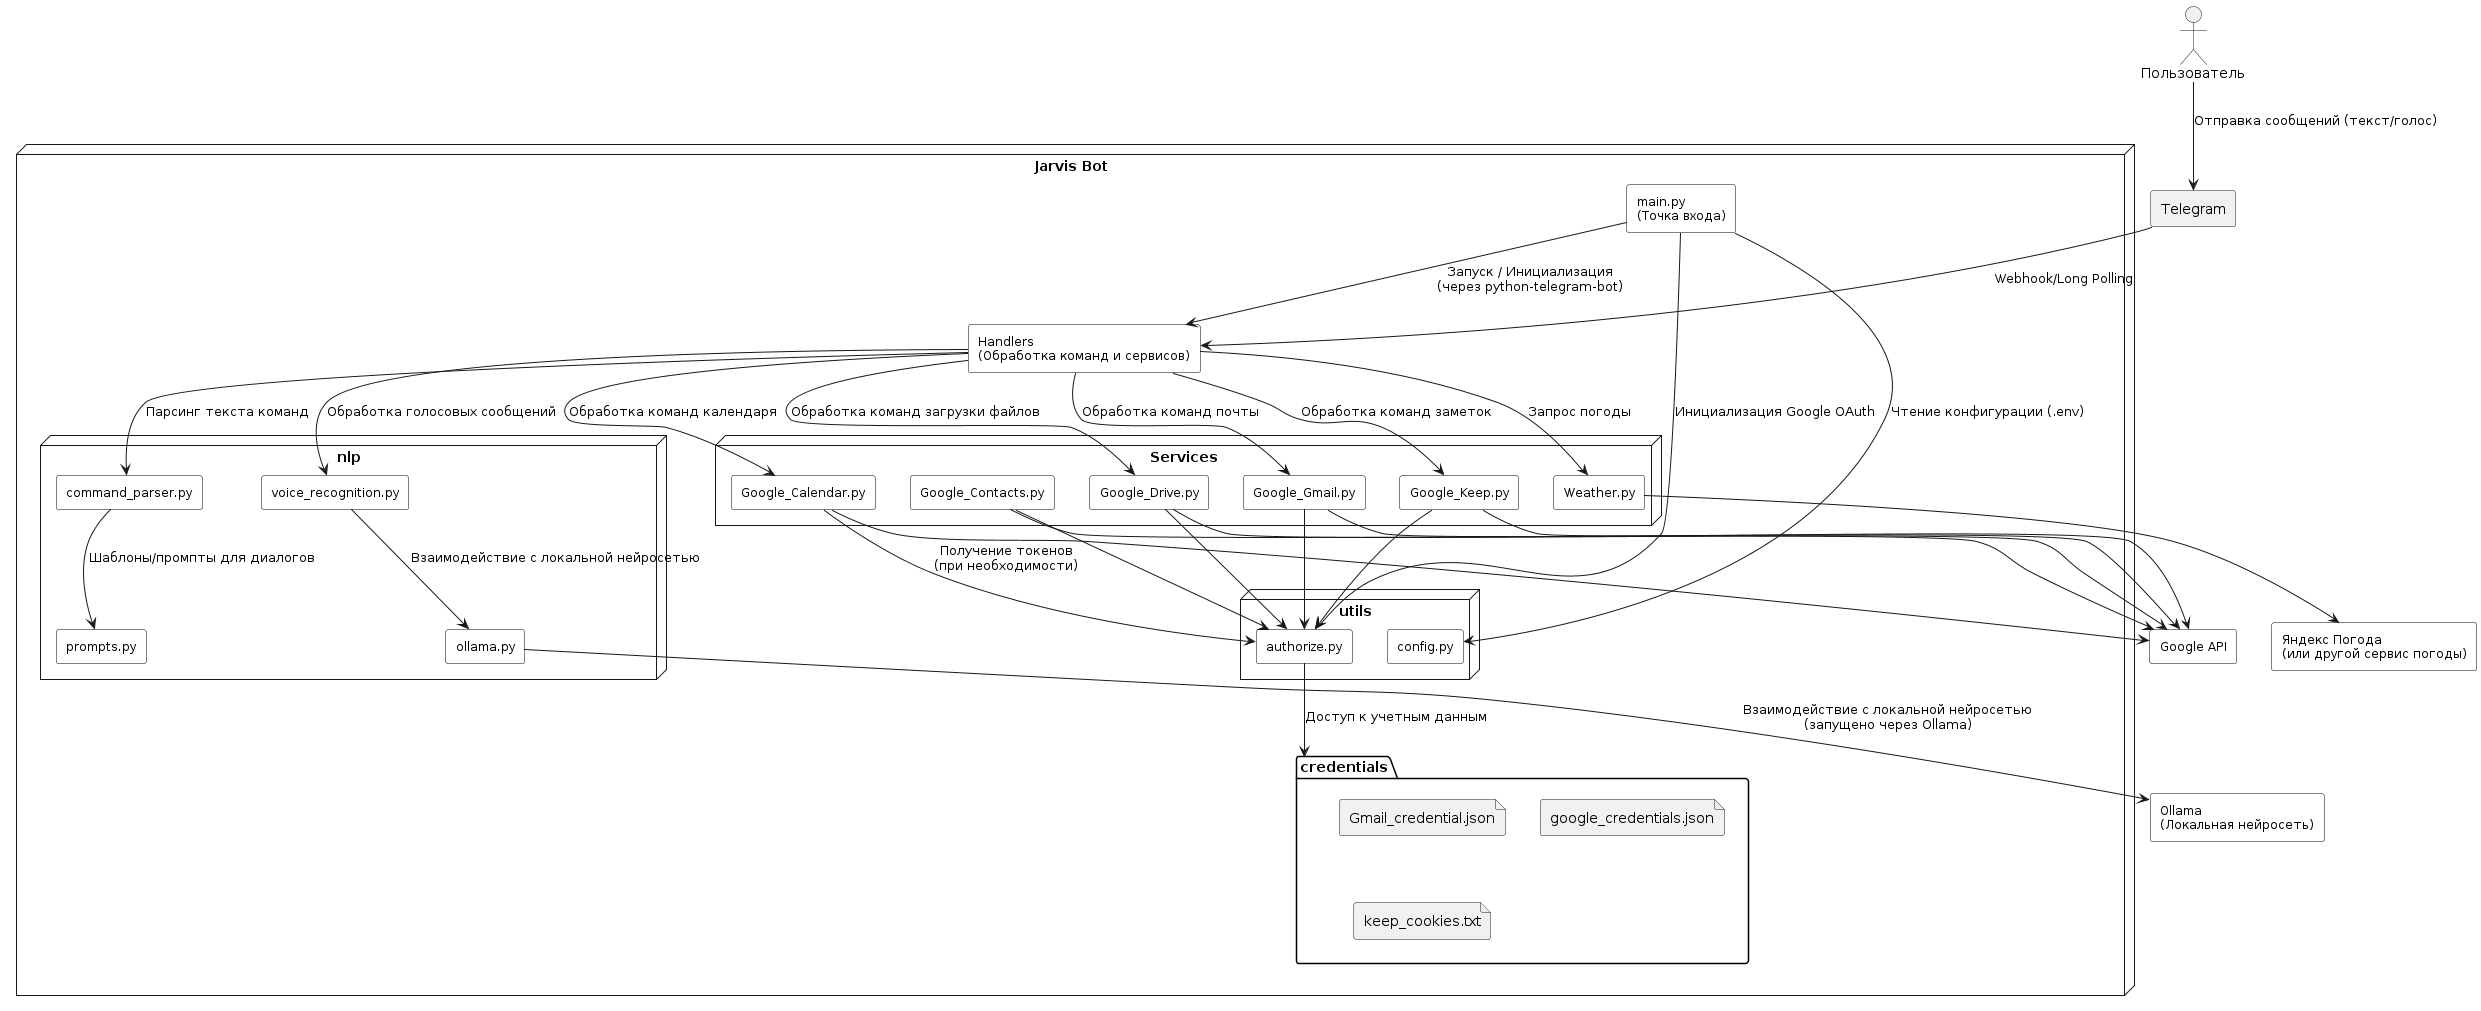 Пользователь
Отправка сообщений (текст/голос)
Jarvis Bot
main.py
(Точка входа)
Telegram
Запуск / Инициализация
(через python-telegram-bot)
Webhook/Long Polling
Handlers
(Обработка команд и сервисов)
Парсинг текста команд
Обработка голосовых сообщений
Обработка команд календаря
Обработка команд загрузки файлов
Обработка команд почты
Обработка команд заметок
Запрос погоды
Инициализация Google OAuth
Чтение конфигурации (.env)
nlp
Services
command_parser.py
voice_recognition.py
Google_Calendar.py
Google_Contacts.py
Google_Drive.py
Google_Gmail.py
Google_Keep.py
Weather.py
Шаблоны/промпты для диалогов
Взаимодействие с локальной нейросетью
Получение токенов
(при необходимости)
utils
prompts.py
ollama.py
authorize.py
config.py
Google API
Яндекс Погода
(или другой сервис погоды)
Доступ к учетным данным
Взаимодействие с локальной нейросетью
(запущено через Ollama)
credentials
Gmail_credential.json
google_credentials.json
Ollama
(Локальная нейросеть)
keep_cookies.txt